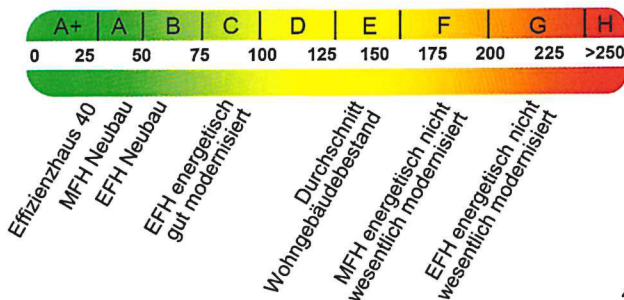 A+ A B C D E F G H
0 25 50 75 100 125 150 175 200 225 >250
Effizienzhaus 40
MFH Neubau
EFH Neubau
EFH energetisch
gut modernisiert
Durchschnitt
Wohngebäudebestand
MFH energetisch nicht
wesentlich modernisiert
EFH energetisch nicht
wesentlich modernisiert